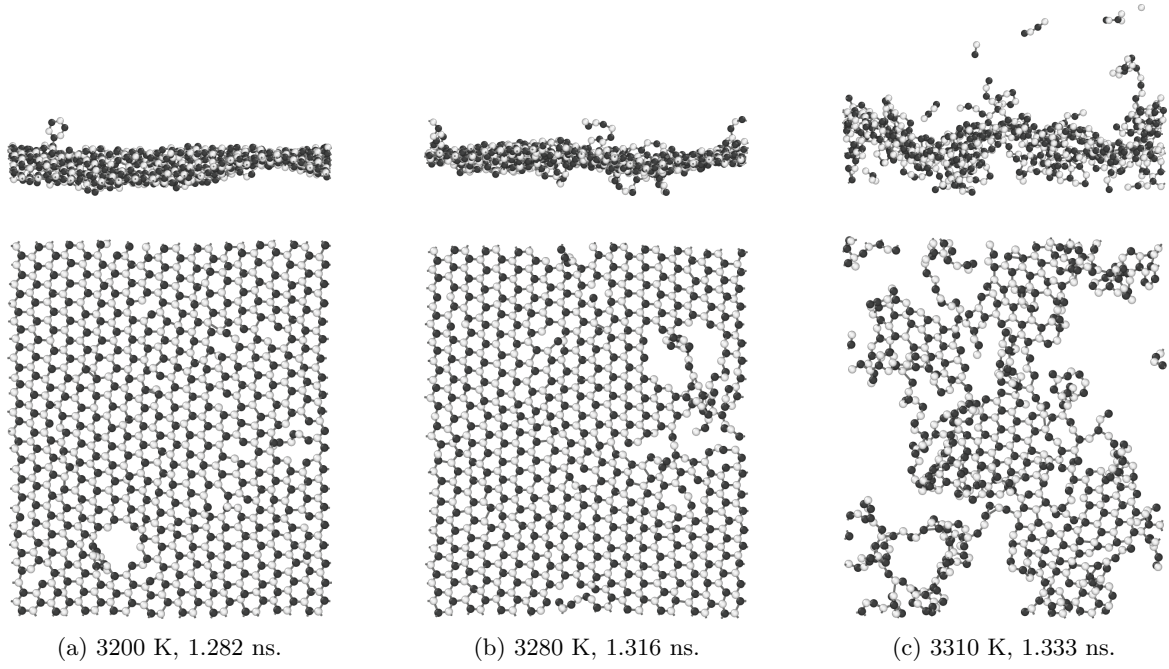 (a) 3200 K, 1.282 ns.
(b) 3280 K, 1.316 ns.
(c) 3310 K, 1.333 ns.